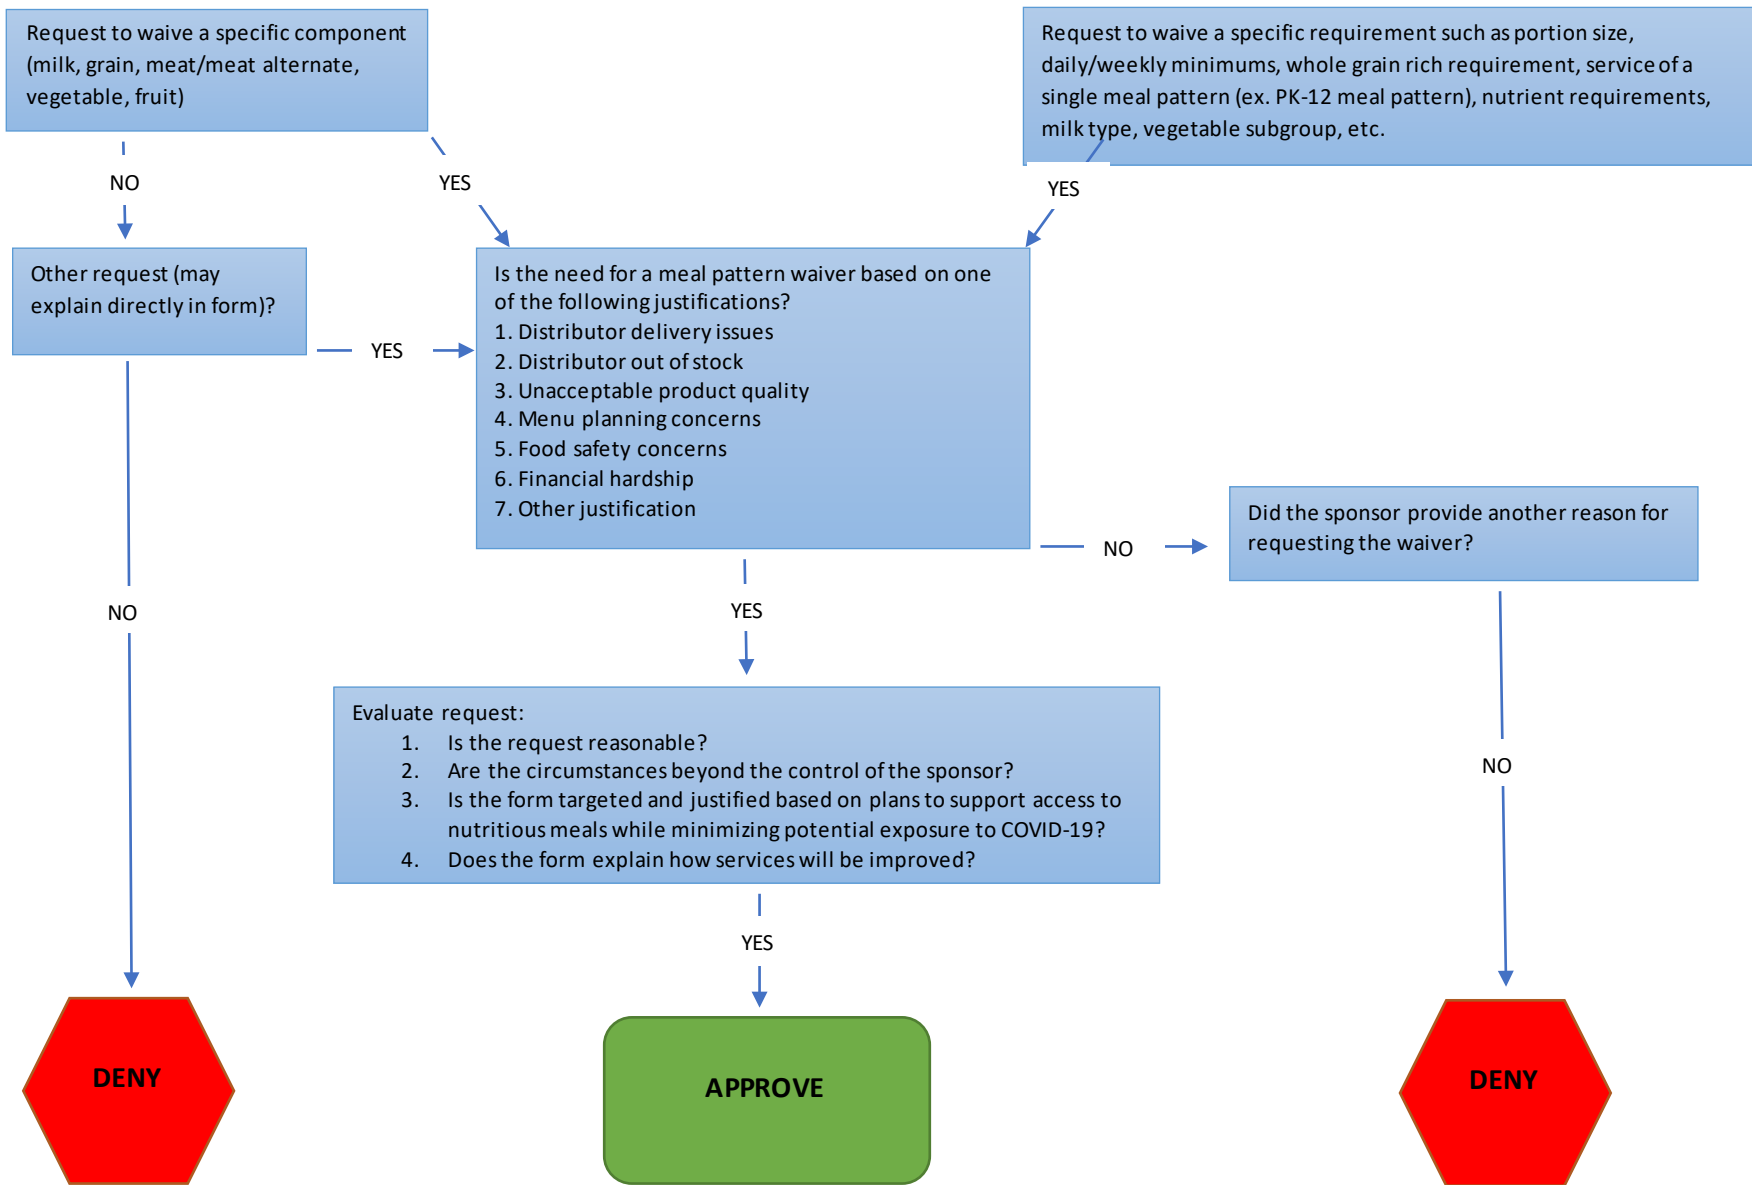 Request to waive a specific component
(milk, grain, meat/meat alternate,
vegetable, fruit)
Request to waive a specific requirement such as portion size,
daily/weekly minimums, whole grain rich requirement, service of a
single meal pattern (ex. PK-12 meal pattern), nutrient requirements,
milk type, vegetable subgroup, etc.
NO
YES
YES
Other request (may
explain directly in form)?
YES
Is the need for a meal pattern waiver based on one
of the following justifications?
1. Distributor delivery issues
2. Distributor out of stock
3. Unacceptable product quality
4. Menu planning concerns
5. Food safety concerns
6. Financial hardship
7. Other justification
NO
Did the sponsor provide another reason for
requesting the waiver?
NO
YES
Evaluate request:
1. Is the request reasonable?
2. Are the circumstances beyond the control of the sponsor?
3. Is the form targeted and justified based on plans to support access to
nutritious meals while minimizing potential exposure to COVID-19?
4. Does the form explain how services will be improved?
NO
YES
DENY
APPROVE
DENY